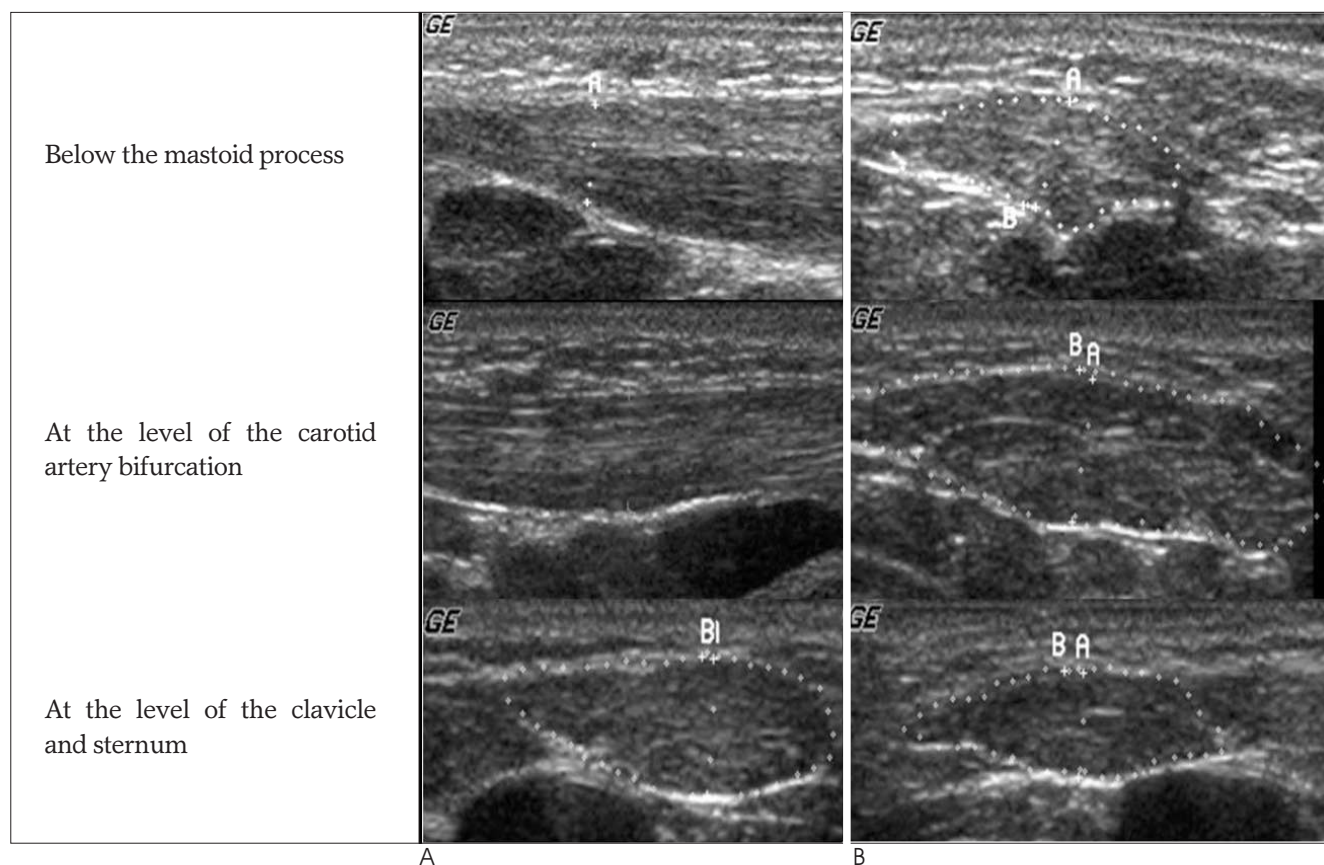 GE
A
GE
A
B
Below the mastoid process
GE
GE
B A
At the level of the carotid
artery bifurcation
GE
B
GE
B A
At the level of the clavicle
and sternum
A
B